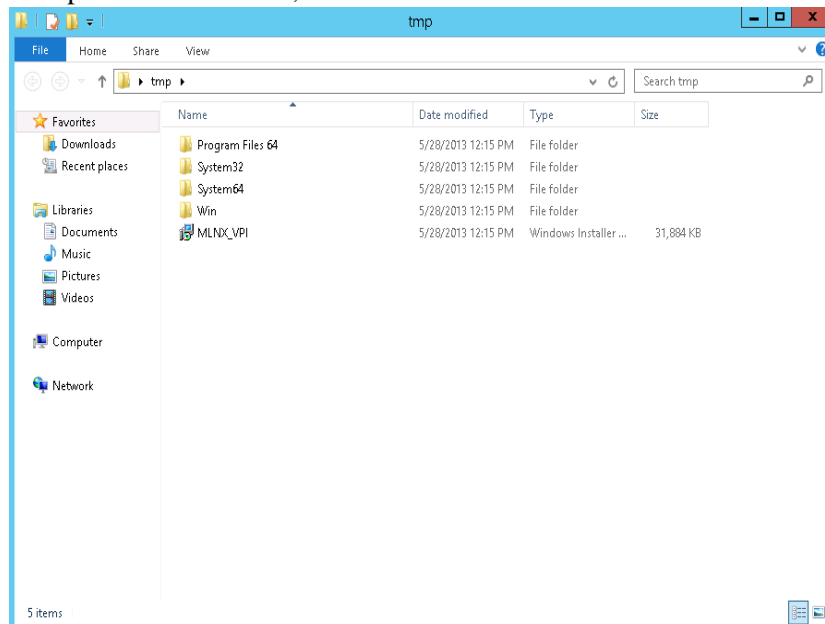 tmp
File Home Share View
tmp Search tmp
Name Date modified Type Size
Favorites
Downloads
Recent places
Libraries
Documents
Music
Pictures
Videos
Computer
Network
Program Files 64 5/28/2013 12:15 PM File folder
System32 5/28/2013 12:15 PM File folder
System64 5/28/2013 12:15 PM File folder
Win 5/28/2013 12:15 PM File folder
MLNX_VPI 5/28/2013 12:15 PM Windows Installer ... 31,884 KB
5 items